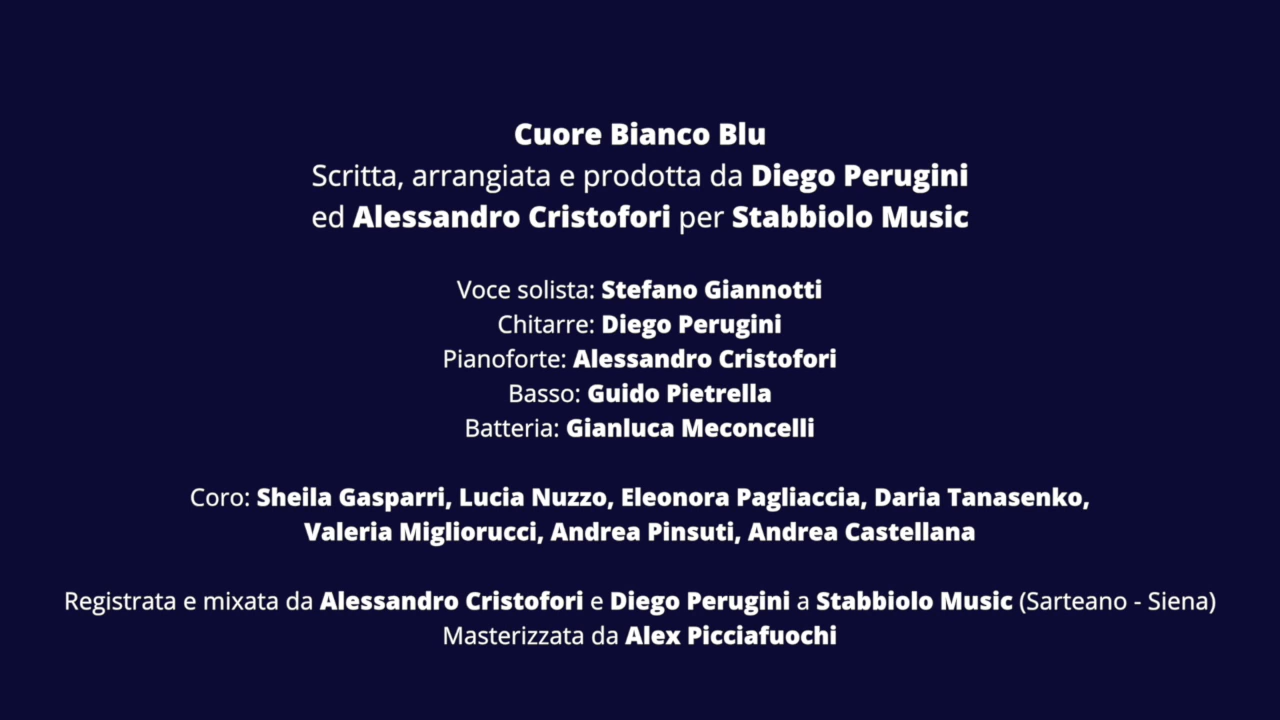 Cuore Bianco Blu
Scritta, arrangiata e prodotta da Diego Perugini
ed Alessandro Cristofori per Stabbiolo Music
Voce solista: Stefano Giannotti
Chitarre: Diego Perugini
Pianoforte: Alessandro Cristofori
Basso: Guido Pietrella
Batteria: Gianluca Meconcelli
Coro: Sheila Gasparri, Lucia Nuzzo, Eleonora Pagliaccia, Daria Tanasenko,
Valeria Migliorucci, Andrea Pinsuti, Andrea Castellana
Registrata e mixata da Alessandro Cristofori e Diego Perugini a Stabbiolo Music (Sarteano - Siena)
Masterizzata da Alex Picciafuochi